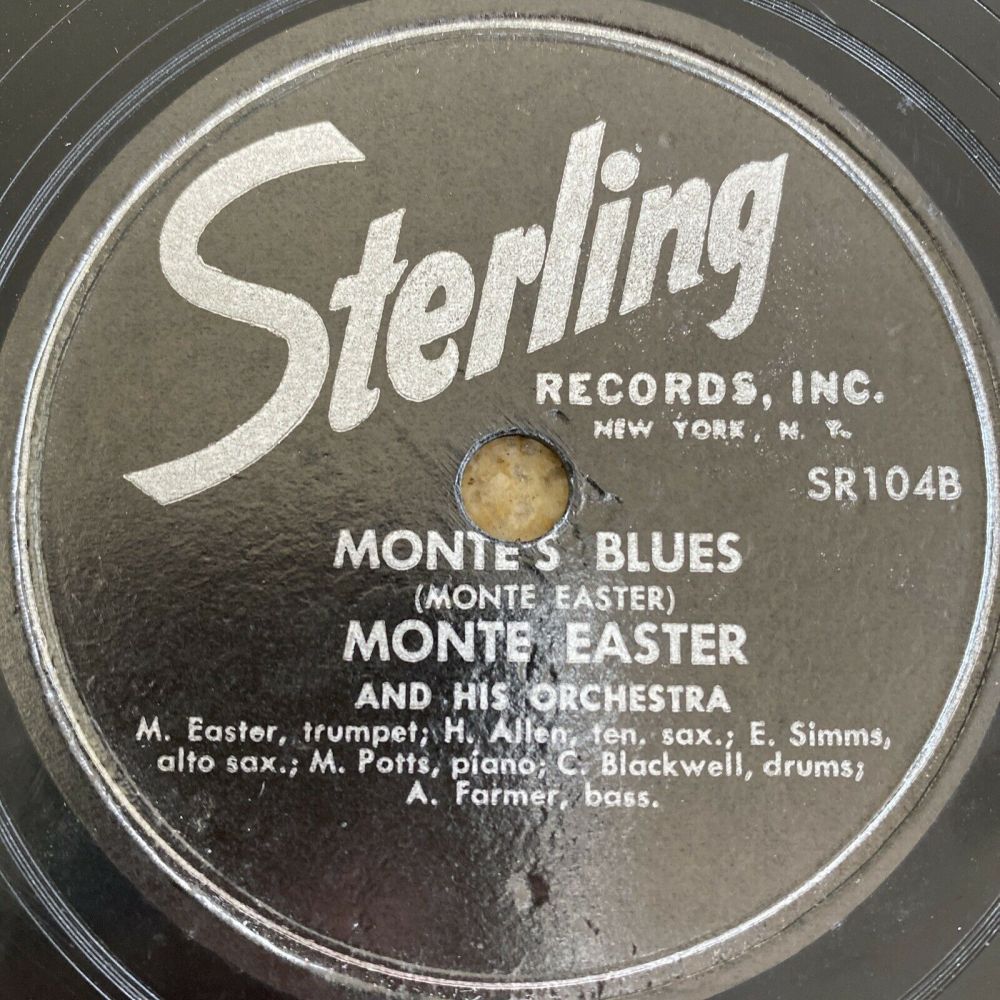 Sterling
RECORDS, INC.
NEW YORK, N. Y.
SR104B
MONTE'S BLUES
(MONTE EASTER)
MONTE EASTER
AND HIS ORCHESTRA
M. Easter, trumpet; H. Allen, ten. sax.; E. Simms,
alto sax.; M. Potts, piano; C. Blackwell, drums;
A. Farmer, bass.